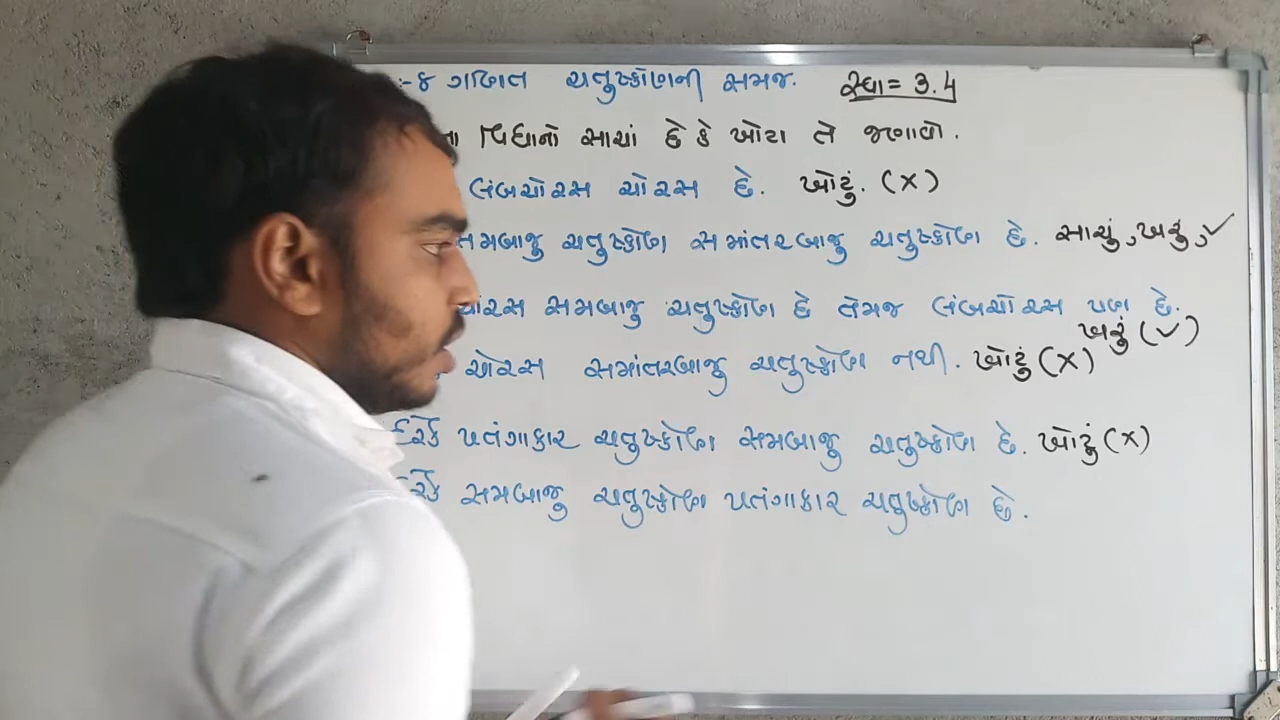 :-૪ ગણિત ચતુષ્કોણની સમજ. સ્વા = 3.4
વિધાનો સાચાં છે કે ખોટા તે જણાવો.
લંબચોરસ ચોરસ છે. ખોટું. (X)
સમબાજુ ચતુષ્કોણ સમાંતરબાજુ ચતુષ્કોણ છે. સાચું, ખરું, ✓
ચોરસ સમબાજુ ચતુષ્કોણ છે તેમજ લંબચોરસ પણ છે.
ખરું (✓)
ચોરસ સમાંતરબાજુ ચતુષ્કોણ નથી. ખોટું (X)
દરેક પતંગાકાર ચતુષ્કોણ સમબાજુ ચતુષ્કોણ છે. ખોટું (X)
દરેક સમબાજુ ચતુષ્કોણ પતંગાકાર ચતુષ્કોણ છે.